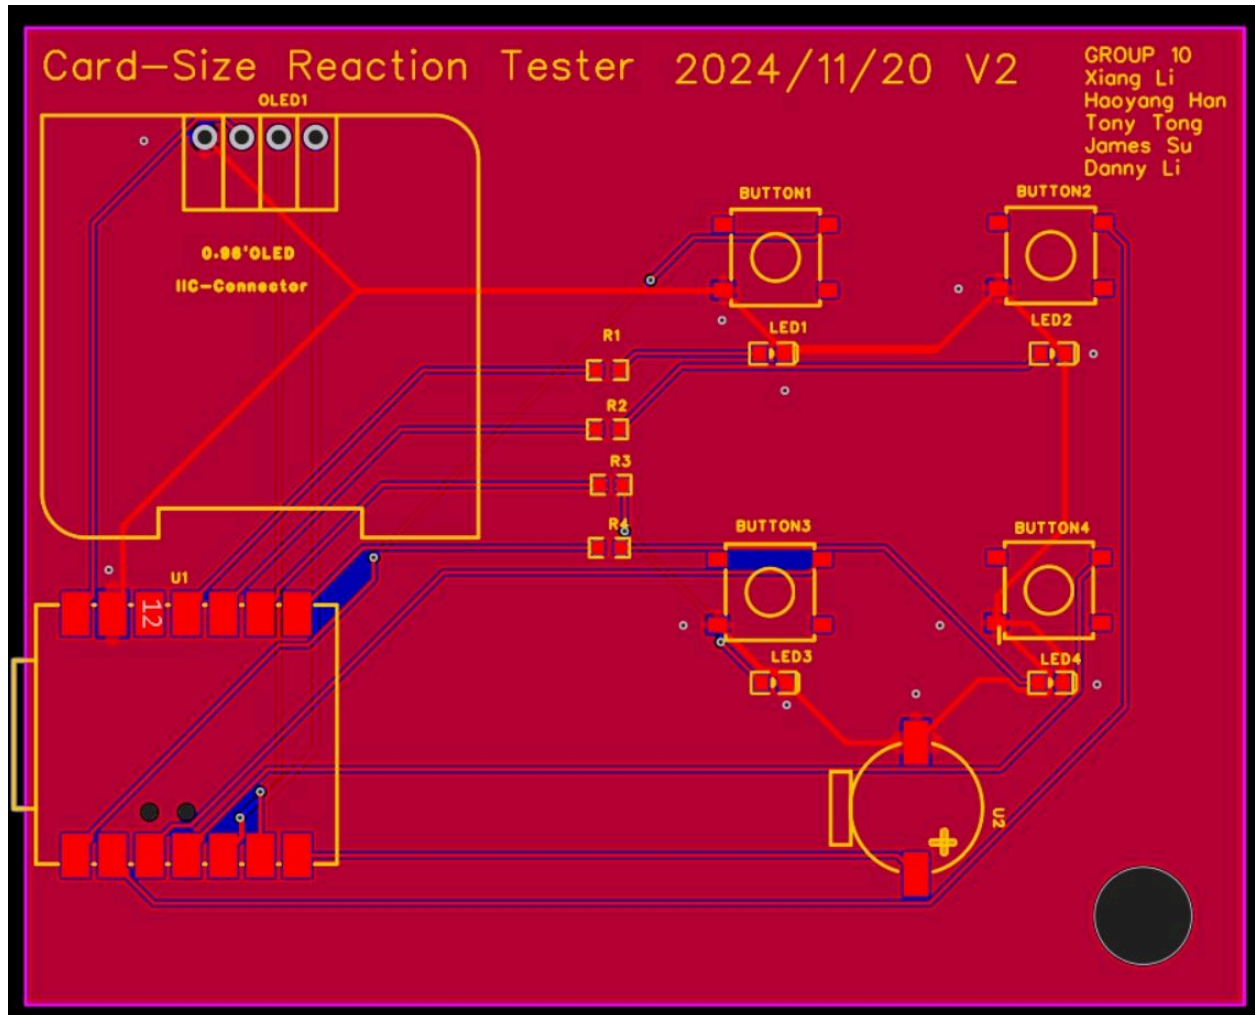 Card-Size Reaction Tester 2024/11/20 V2
GROUP 10
Xiang Li
Haoyang Han
Tony Tong
James Su
Danny Li
OLED1
0.96'OLED
IIC-Connector
BUTTON1
BUTTON2
LED1
LED2
R1
R2
R3
R4
BUTTON3
BUTTON4
U1
12
LED3
LED4
U2